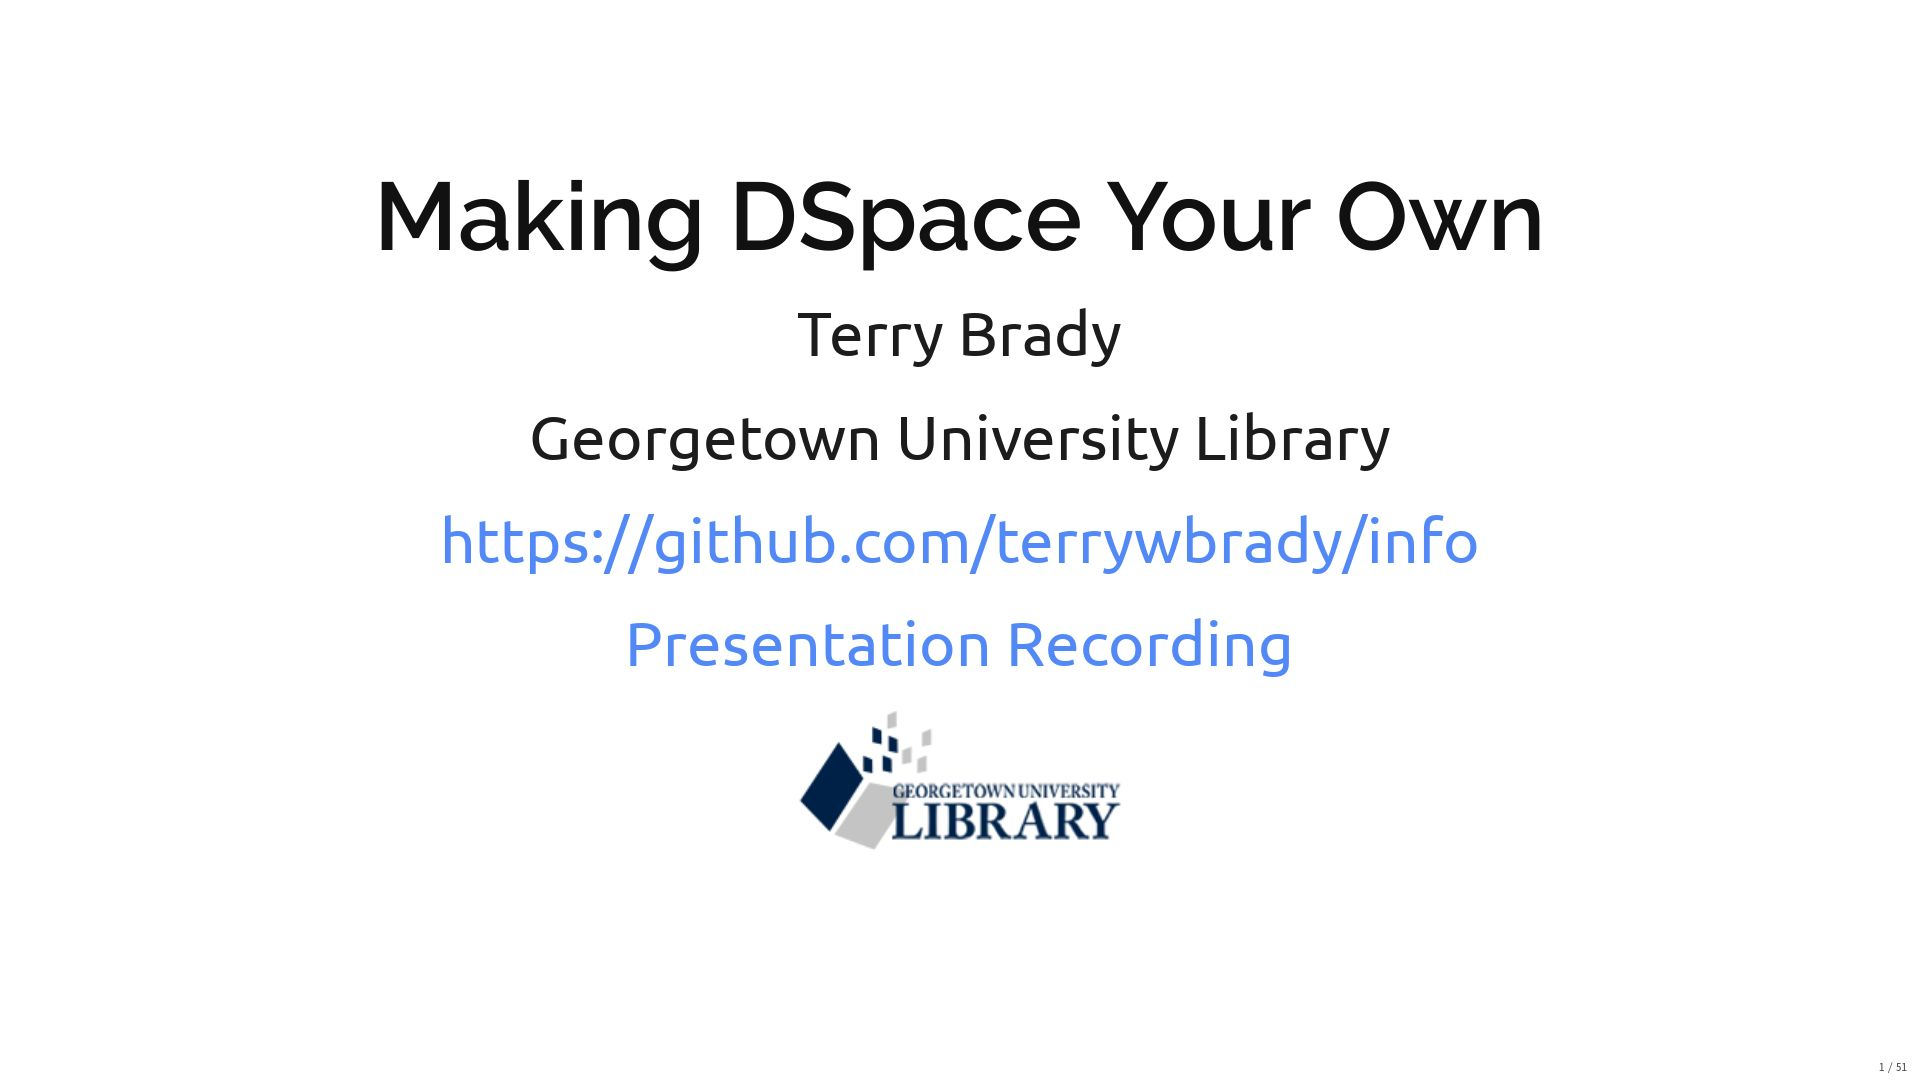 Making DSpace Your Own
Terry Brady
Georgetown University Library
https://github.com/terrywbrady/info
Presentation Recording
GEORGETOWN UNIVERSITY
LIBRARY
1 / 51